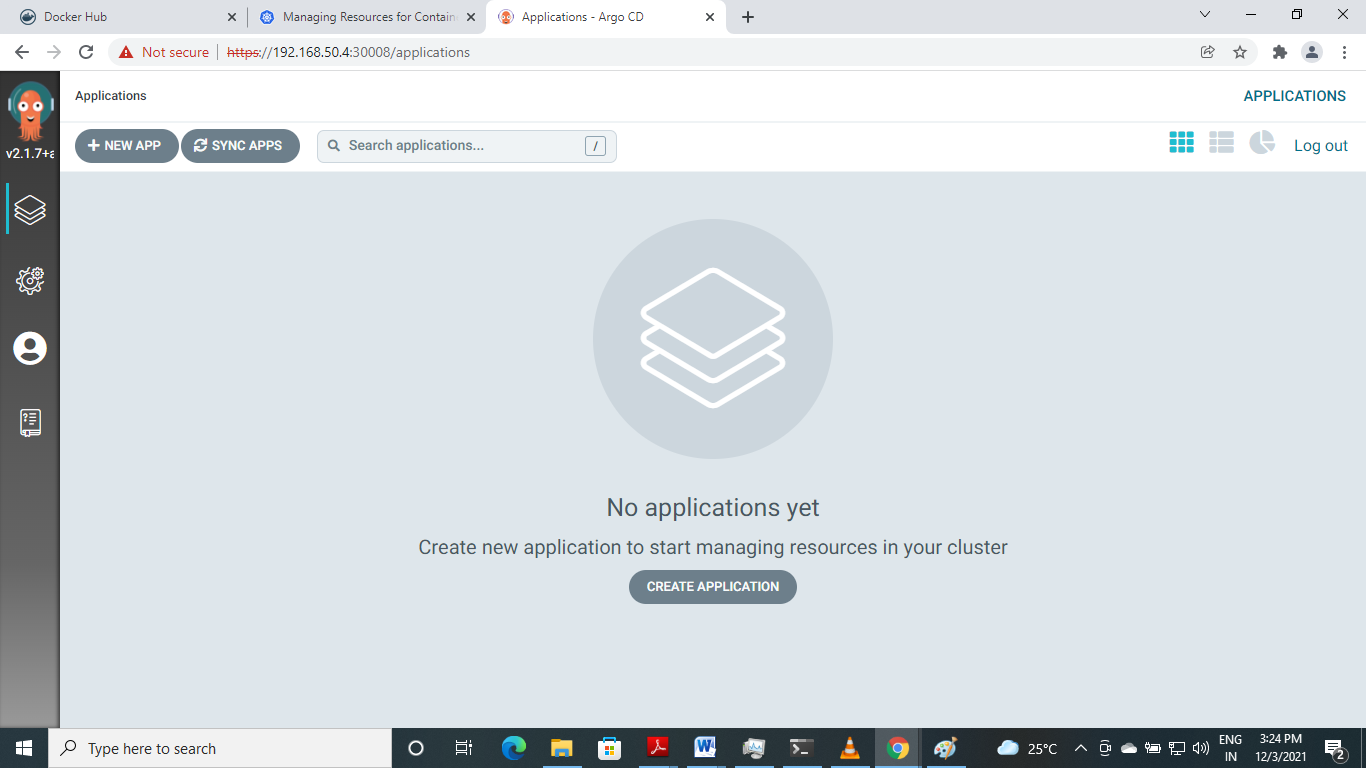 Docker Hub
Managing Resources for Contain
Applications - Argo CD
Not secure
https://192.168.50.4:30008/applications
v2.1.7+a
Applications
APPLICATIONS
NEW APP
SYNC APPS
Search applications...
/
Log out
No applications yet
Create new application to start managing resources in your cluster
CREATE APPLICATION
Type here to search
25°C
ENG
IN
3:24 PM
12/3/2021
2